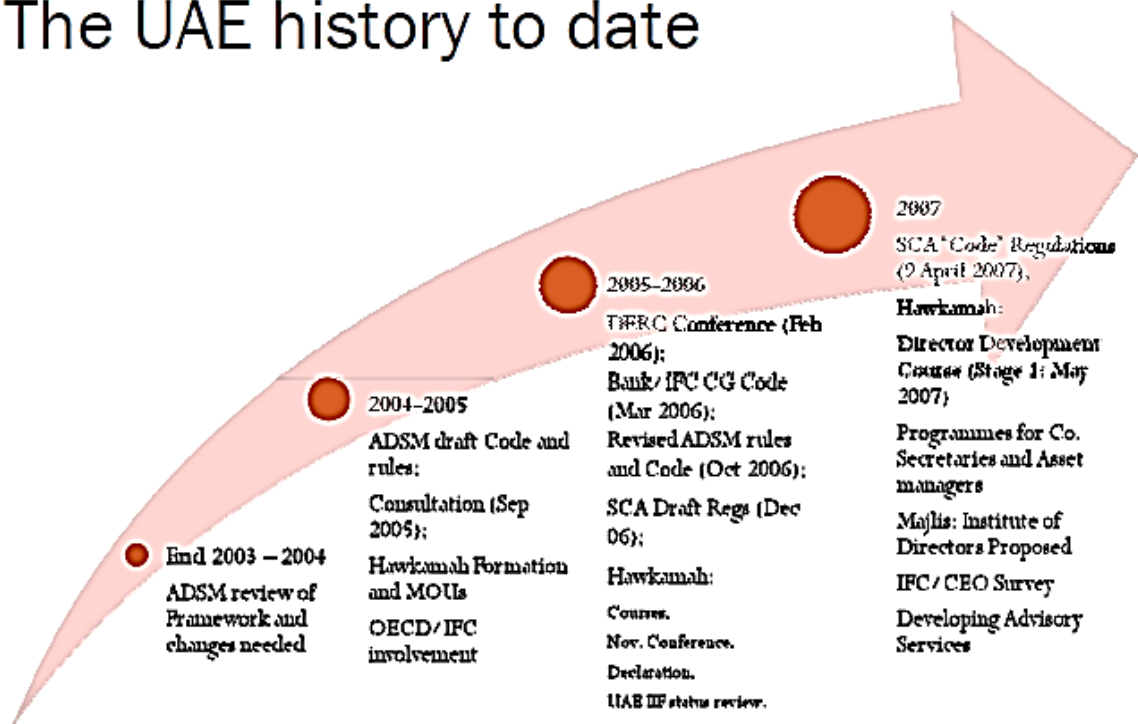 The UAE history to date
End 2003 – 2004
ADSM review of
Framework and
changes needed
2004–2005
ADSM draft Code and
rules;
Consultation (Sep
2005);
Hawkamah Formation
and MOUs
OECD/IFC
involvement
2005–2006
Conference (Feb
2006);
Bank/ IFC CG Code
(Mar 2006);
Revised ADSM rules
and Code (Oct 2006);
SCA Draft Regs (Dec
06);
Hawkamah:
Courses.
Nov. Conference.
Declaration.
UAE IIF status review.
2007
SCA "Code" Regulations
April 2007),
Hawkamah:
Director Development
Course (Stage 1: May
2007)
Programmes for Co.
Secretaries and Asset
managers
Majlis: Institute of
Directors Proposed
IFC/ CEO Survey
Developing Advisory
Services